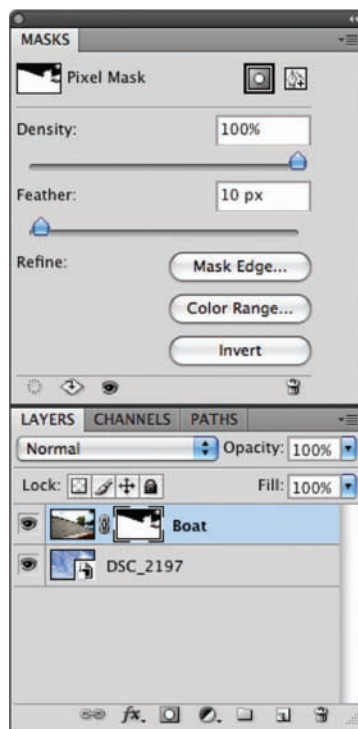 MASKS
Pixel Mask
Density: 100%
Feather: 10 px
Refine: Mask Edge...
Color Range...
Invert
LAYERS CHANNELS PATHS
Normal Opacity: 100%
Lock: Fill: 100%
Boat
DSC_2197
fx.